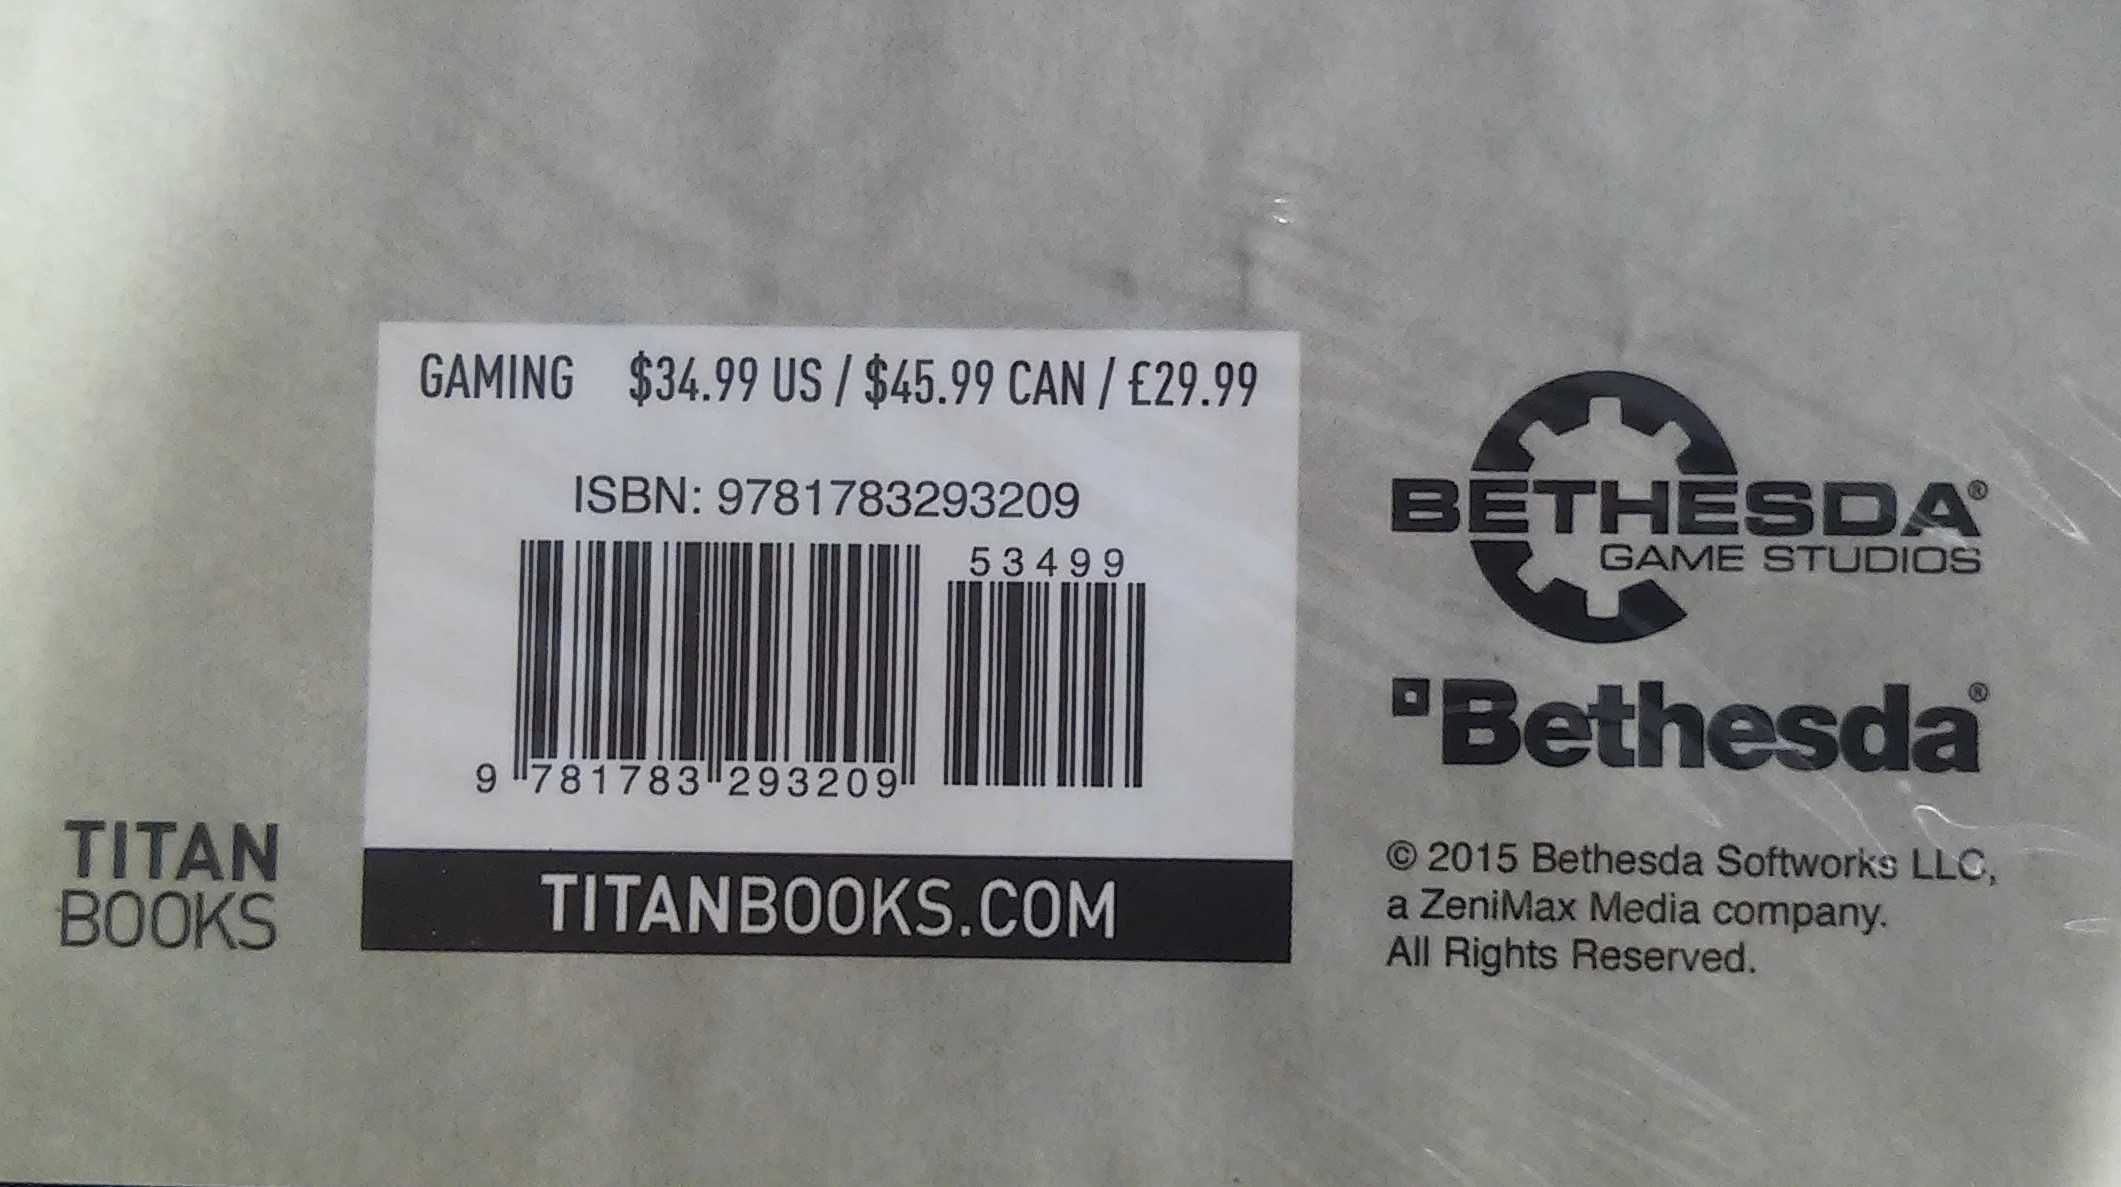 GAMING $34.99 US / $45.99 CAN / £29.99
ISBN: 9781783293209
53499
9 781783 293209
TITANBOOKS.COM
TITAN
BOOKS
BETHESDA®
GAME STUDIOS
Bethesda®
© 2015 Bethesda Softworks LLC,
a ZeniMax Media company.
All Rights Reserved.